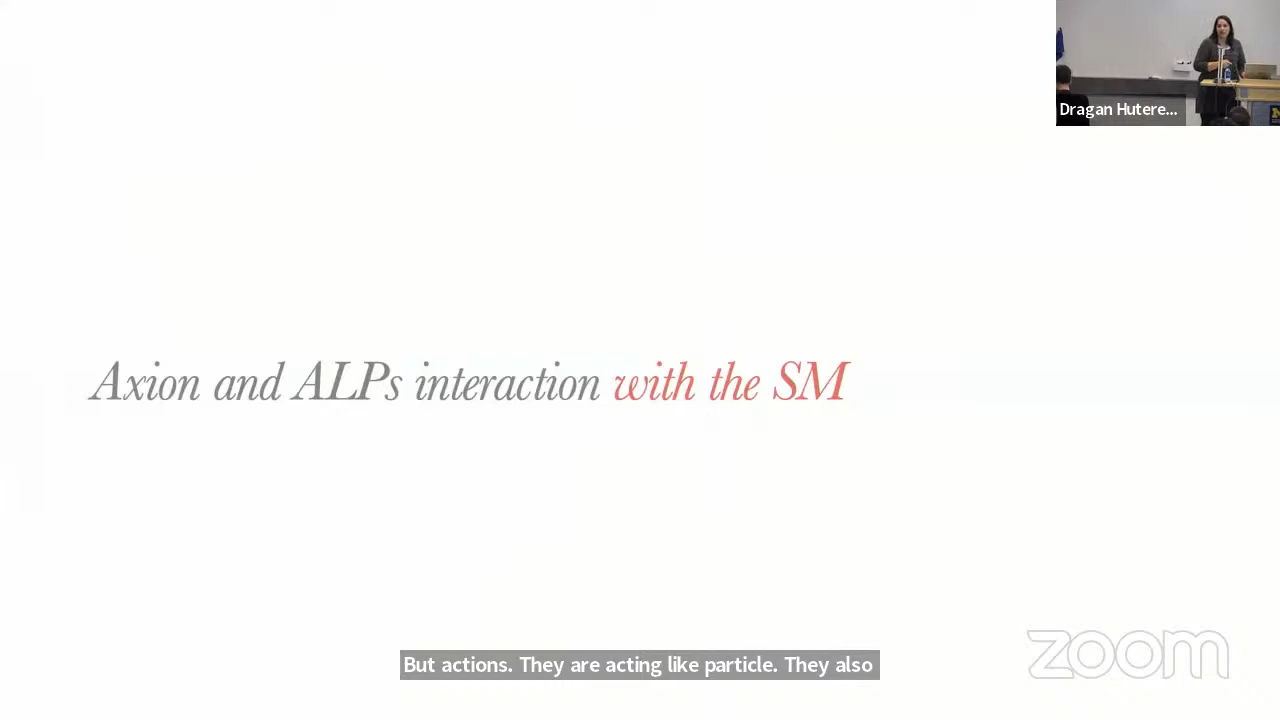 Dragan Hutere...
Axion and ALPs interaction with the SM
But actions. They are acting like particle. They also
zoom